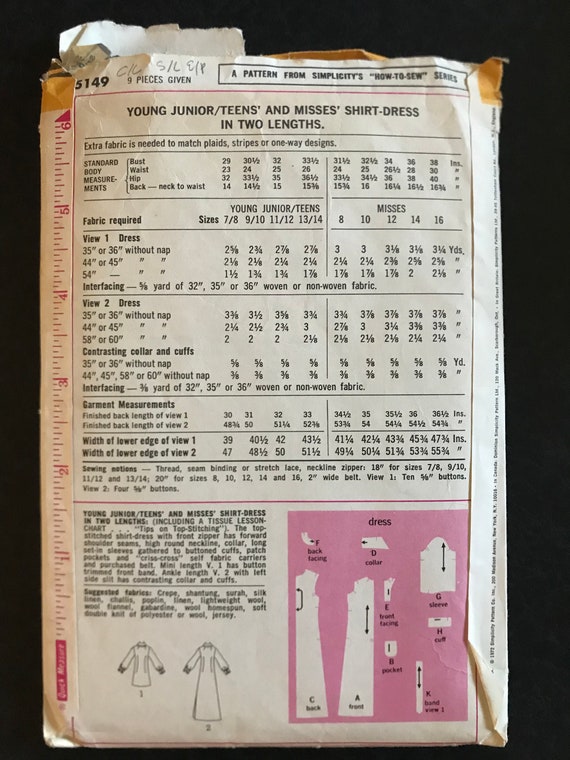 C/C S/L E/P
5149
9 PIECES GIVEN
A PATTERN FROM SIMPLICITY'S "HOW-TO-SEW" SERIES
YOUNG JUNIOR/TEENS' AND MISSES' SHIRT-DRESS
IN TWO LENGTHS.
Extra fabric is needed to match plaids, stripes or one-way designs.
STANDARD Bust 29 30½ 32 33½ 31½ 32½ 34 36 38 Ins.
BODY Waist 23 24 25 26 24 25 26½ 28 30 "
MEASURE- Hip 32 33½ 35 36½ 33½ 34½ 36 38 40 "
MENTS Back — neck to waist 14 14½ 15 15⅜ 15¾ 16 16¼ 16½ 16¾ "
YOUNG JUNIOR/TEENS MISSES
Fabric required Sizes 7/8 9/10 11/12 13/14 8 10 12 14 16
View 1 Dress
35" or 36" without nap 2⅝ 2¾ 2⅞ 2⅞ 3 3 3⅛ 3⅛ 3¼ Yds.
44" or 45" " " 2⅛ 2⅛ 2¼ 2¼ 2¼ 2¼ 2⅜ 2⅝ 2⅝ "
54" — " " 1½ 1¾ 1¾ 1⅞ 1⅞ 1⅞ 1⅞ 2 2⅛ "
Interfacing — ⅝ yard of 32", 35" or 36" woven or non-woven fabric.
View 2 Dress
35" or 36" without nap 3⅜ 3½ 3⅝ 3¾ 3¾ 3⅞ 3⅞ 3⅞ 3⅞ "
44" or 45" " " 2¼ 2½ 2¾ 3 2⅞ 3 3¼ 3⅜ 3⅜ "
58" or 60" " " 2 2 2 2⅛ 2⅛ 2⅛ 2⅛ 2¼ 2¼ "
Contrasting collar and cuffs
35" or 36" without nap ⅝ ⅝ ⅝ ⅝ ⅝ ⅝ ⅝ ⅝ ⅝ Yd.
44", 45", 58" or 60" without nap ⅜ ⅜ ⅜ ⅜ ⅜ ⅜ ⅜ ⅜ ⅜ "
Interfacing — ⅝ yard of 32", 35" or 36" woven or non-woven fabric.
Garment Measurements
Finished back length of view 1 30 31 32 33 34½ 35 35½ 36 36½ Ins.
Finished back length of view 2 48¾ 50 51¼ 52⅜ 53¾ 54 54¼ 54½ 54¾ "
Width of lower edge of view 1 39 40½ 42 43½ 41¼ 42¼ 43¾ 45¾ 47¾ Ins.
Width of lower edge of view 2 47 48½ 50 51½ 49¼ 50¼ 51¾ 53¾ 55¾ "
Sewing notions — Thread, seam binding or stretch lace, neckline zipper: 18" for sizes 7/8, 9/10,
11/12 and 13/14; 20" for sizes 8, 10, 12, 14 and 16, 2" wide belt. View 1: Ten ⅝" buttons.
View 2: Four ⅝" buttons.
YOUNG JUNIOR/TEENS' AND MISSES' SHIRT-DRESS
IN TWO LENGTHS: (INCLUDING A TISSUE LESSON-
CHART . . . "Tips on Top-Stitching"). The top-
stitched shirt-dress with front zipper has forward
shoulder seams, high round neckline, collar, long
set-in sleeves gathered to buttoned cuffs, patch
pockets and "criss-cross" self fabric carriers
and purchased belt. Mini length V. 1 has button
trimmed front band. Ankle length V. 2 with left
side slit has contrasting collar and cuffs.
Suggested fabrics: Crepe, shantung, surah, silk
linen, challis, poplin, linen, lightweight wool,
wool flannel, gabardine, wool homespun, soft
double knit of polyester or wool, jersey.
1
2
dress
F
back
facing
D
collar
G
sleeve
E
front
facing
H
cuff
B
pocket
C
back
A
front
K
band
view 1
Quick Measure
6
5
4
3
2
1
© 1972 Simplicity Pattern Co. Inc., 200 Madison Avenue, New York, N.Y. 10016